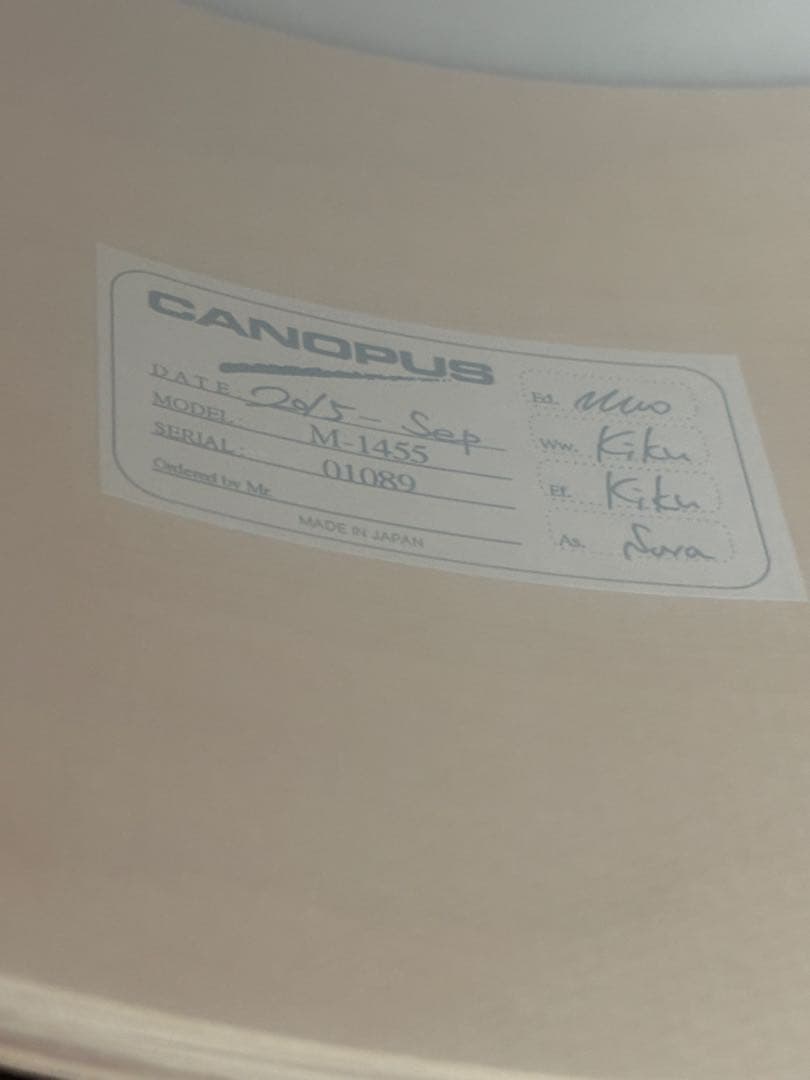 CANOPUS
DATE 2015 - Sep
MODEL: M-1455
SERIAL: 01089
Ordered by Mr.
MADE IN JAPAN
Ed.
Ww. Kiku
Ef. Kiku
As. Sora